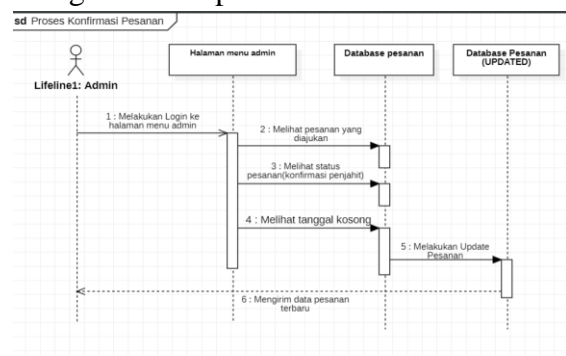 sd Proses Konfirmasi Pesanan
Halaman menu admin
Database pesanan
Database Pesanan
(UPDATED)
Lifeline1: Admin
1 : Melakukan Login ke
halaman menu admin
2 : Melihat pesanan yang
diajukan
3 : Melihat status
pesanan(konfirmasi penjahit)
4 : Melihat tanggal kosong
5 : Melakukan Update
Pesanan
6 : Mengirim data pesanan
terbaru